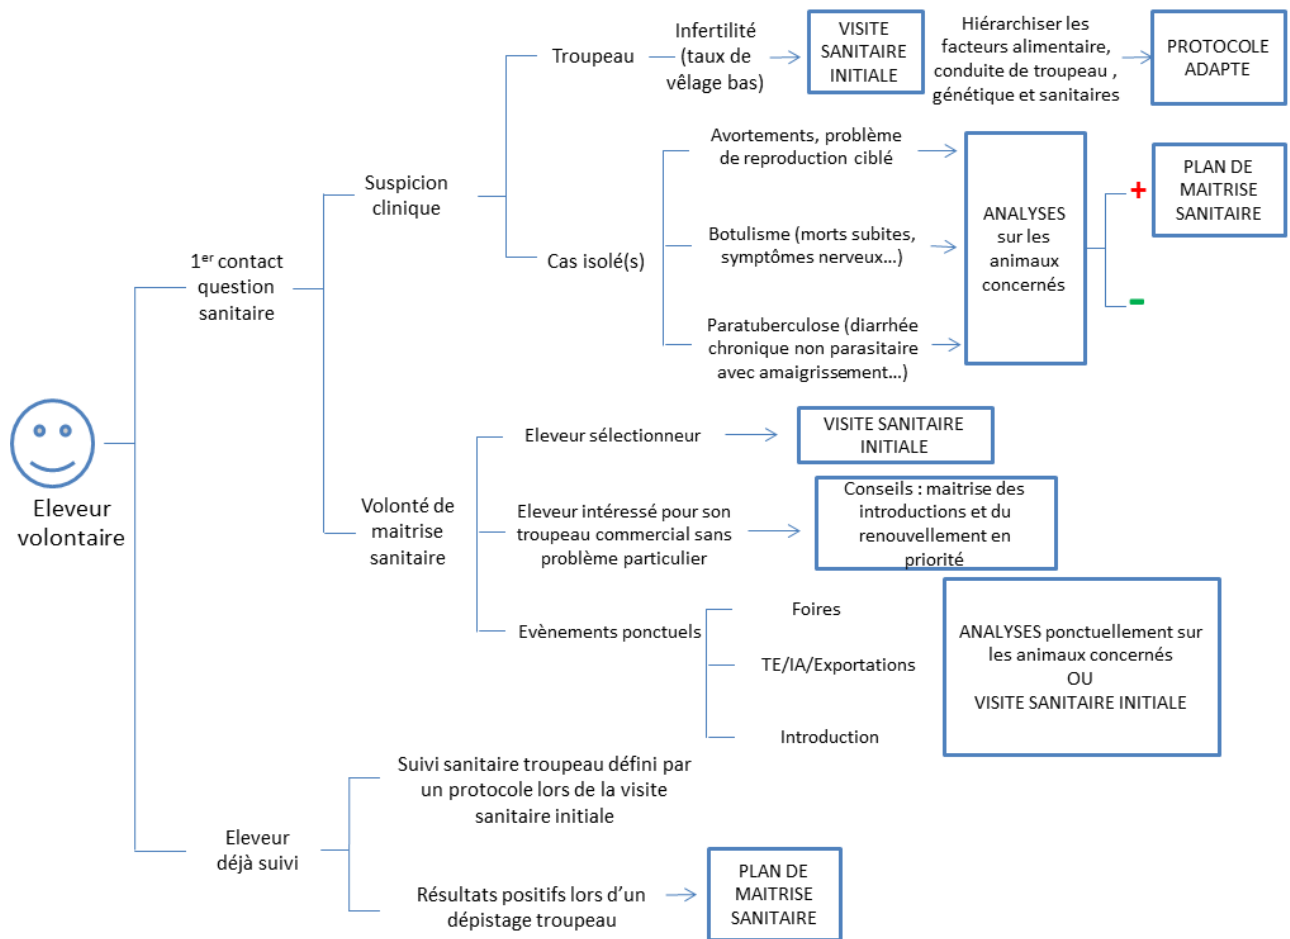 Eleveur
volontaire
1er contact
question
sanitaire
Suspicion
clinique
Troupeau
Infertilité
(taux de
vêlage bas)
VISITE
SANITAIRE
INITIALE
Hiérarchiser les
facteurs alimentaire,
conduite de troupeau ,
génétique et sanitaires
PROTOCOLE
ADAPTE
Cas isolé(s)
Avortements, problème
de reproduction ciblé
Botulisme (morts subites,
symptômes nerveux...)
Paratuberculose (diarrhée
chronique non parasitaire
avec amaigrissement...)
ANALYSES
sur les
animaux
concernés
+
PLAN DE
MAITRISE
SANITAIRE
-
Volonté de
maitrise
sanitaire
Eleveur sélectionneur
VISITE SANITAIRE
INITIALE
Eleveur intéressé pour son
troupeau commercial sans
problème particulier
Conseils : maitrise des
introductions et du
renouvellement en
priorité
Evènements ponctuels
Foires
TE/IA/Exportations
Introduction
ANALYSES ponctuellement sur
les animaux concernés
OU
VISITE SANITAIRE INITIALE
Eleveur
déjà suivi
Suivi sanitaire troupeau défini par
un protocole lors de la visite
sanitaire initiale
Résultats positifs lors d'un
dépistage troupeau
PLAN DE
MAITRISE
SANITAIRE